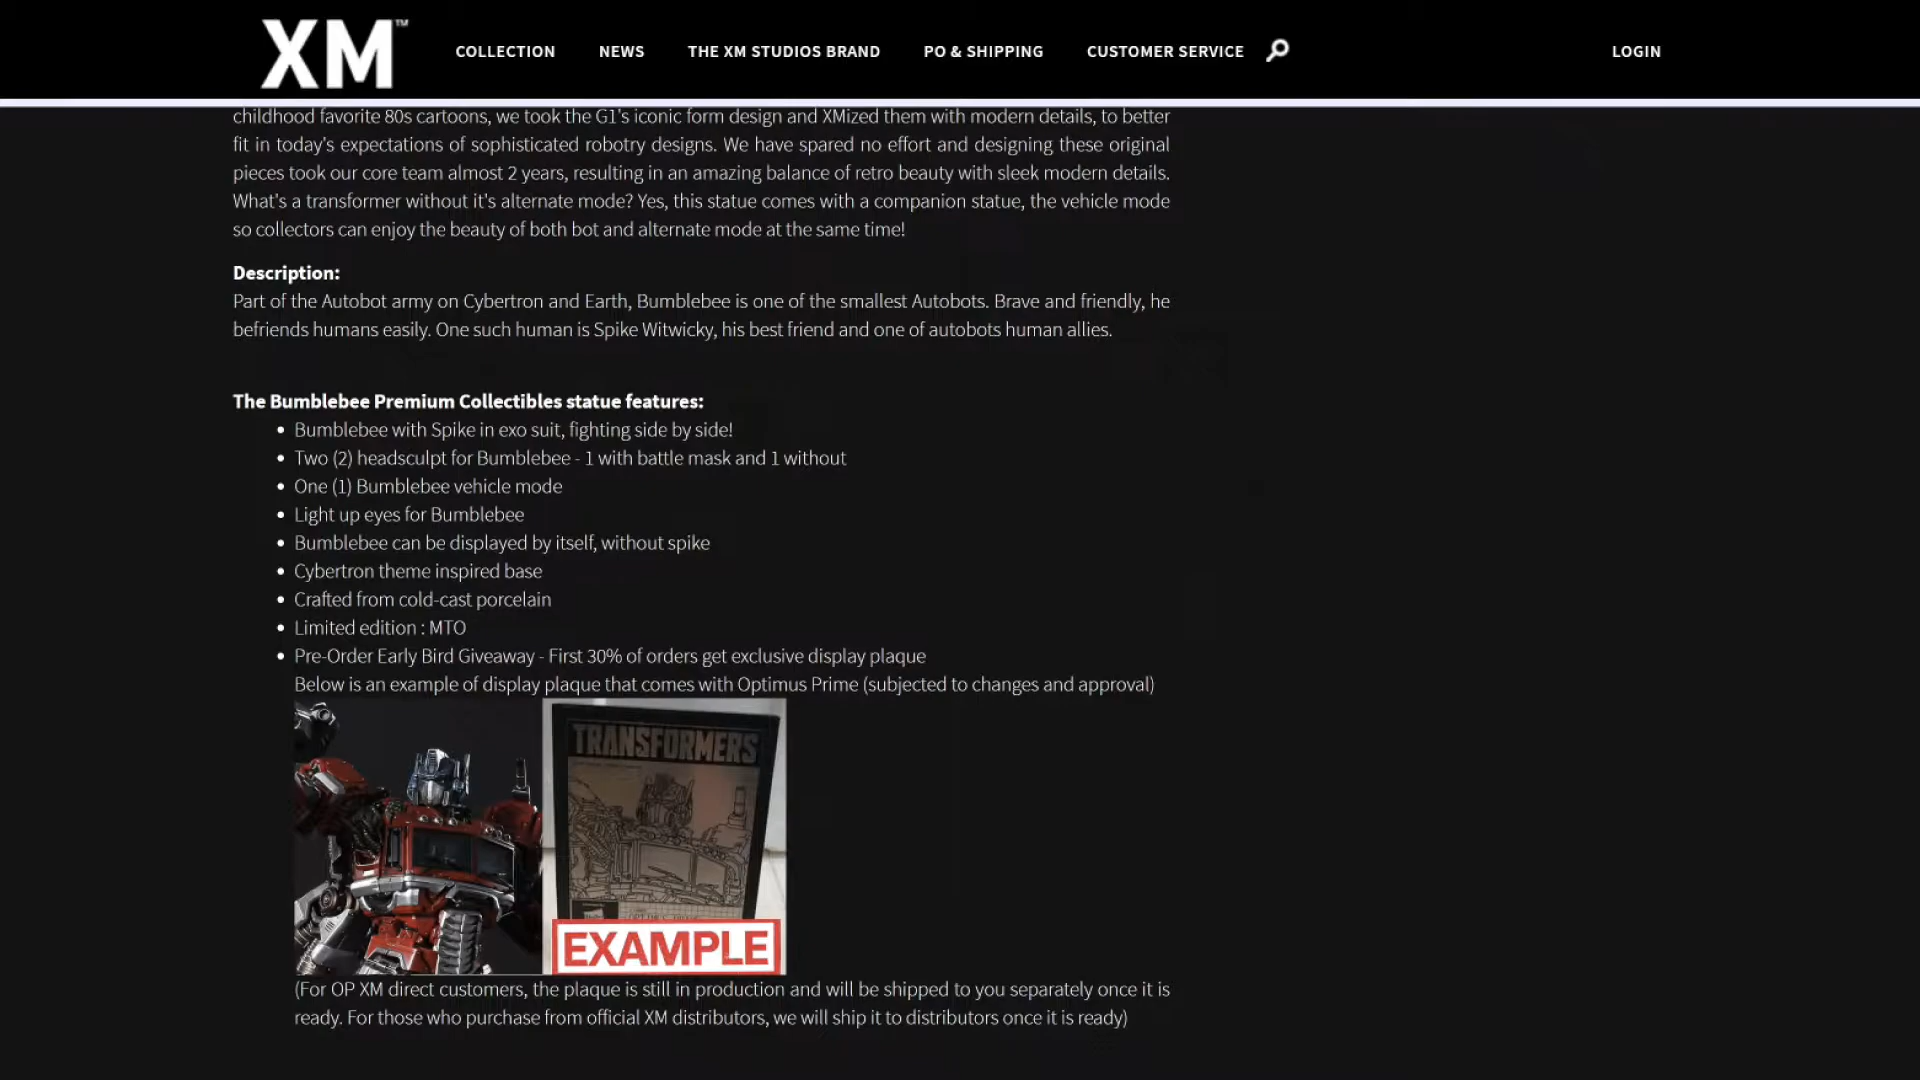 XM™
COLLECTION NEWS THE XM STUDIOS BRAND PO & SHIPPING CUSTOMER SERVICE LOGIN
childhood favorite 80s cartoons, we took the G1's iconic form design and XMized them with modern details, to better
fit in today's expectations of sophisticated robotry designs. We have spared no effort and designing these original
pieces took our core team almost 2 years, resulting in an amazing balance of retro beauty with sleek modern details.
What's a transformer without it's alternate mode? Yes, this statue comes with a companion statue, the vehicle mode
so collectors can enjoy the beauty of both bot and alternate mode at the same time!
Description:
Part of the Autobot army on Cybertron and Earth, Bumblebee is one of the smallest Autobots. Brave and friendly, he
befriends humans easily. One such human is Spike Witwicky, his best friend and one of autobots human allies.
The Bumblebee Premium Collectibles statue features:
• Bumblebee with Spike in exo suit, fighting side by side!
• Two (2) headsculpt for Bumblebee - 1 with battle mask and 1 without
• One (1) Bumblebee vehicle mode
• Light up eyes for Bumblebee
• Bumblebee can be displayed by itself, without spike
• Cybertron theme inspired base
• Crafted from cold-cast porcelain
• Limited edition : MTO
• Pre-Order Early Bird Giveaway - First 30% of orders get exclusive display plaque
Below is an example of display plaque that comes with Optimus Prime (subjected to changes and approval)
TRANSFORMERS
EXAMPLE
(For OP XM direct customers, the plaque is still in production and will be shipped to you separately once it is
ready. For those who purchase from official XM distributors, we will ship it to distributors once it is ready)